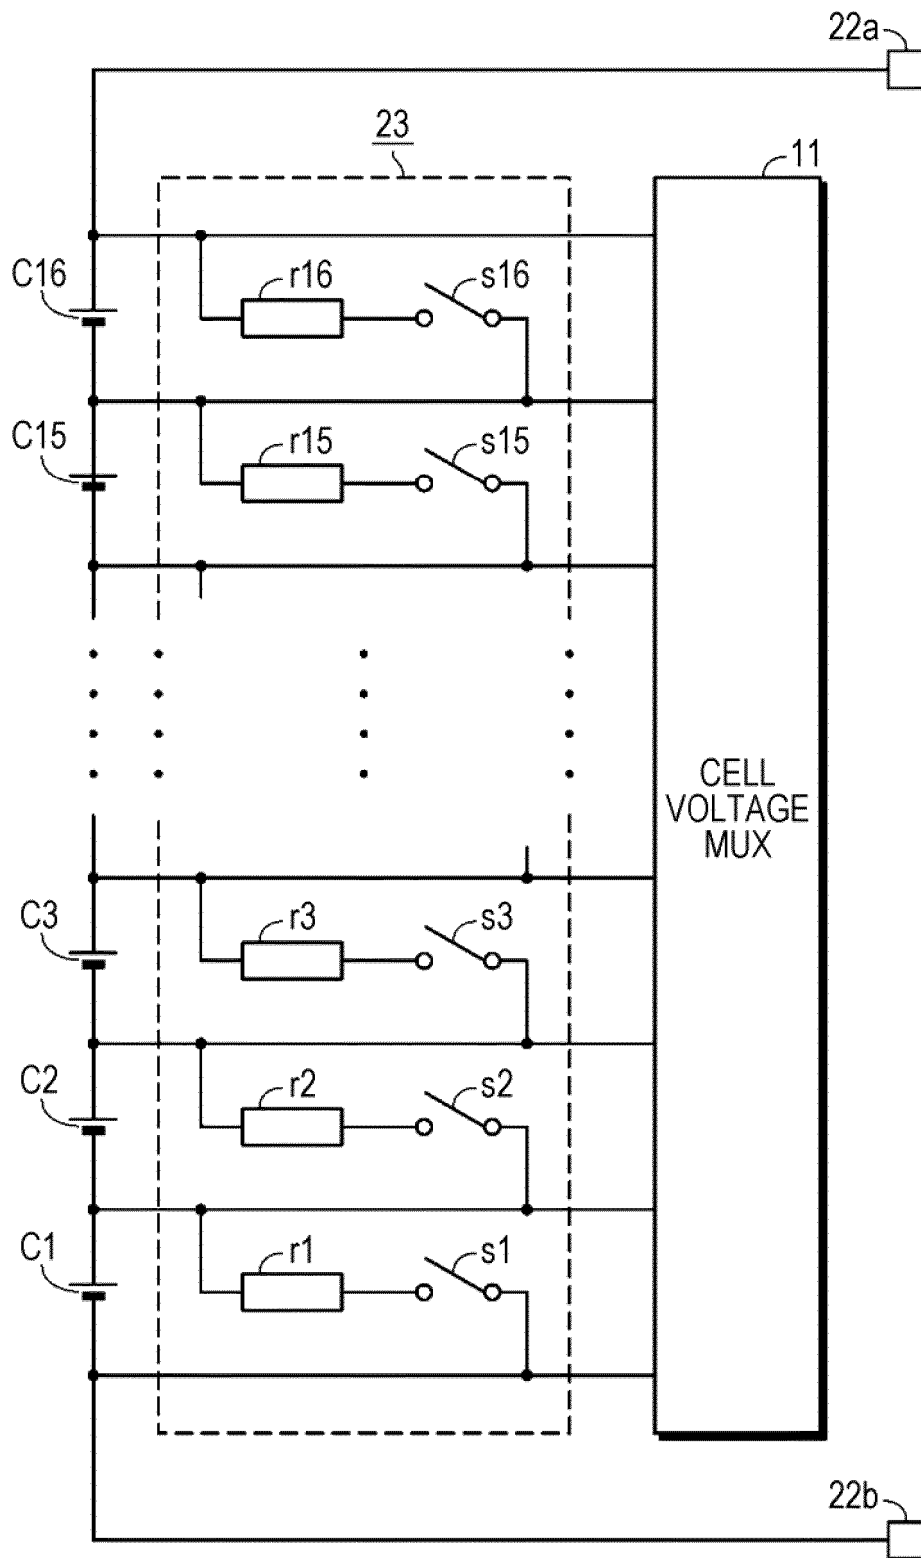 22a
23
11
C16
r16
s16
C15
r15
s15
CELL
VOLTAGE
MUX
C3
r3
s3
C2
r2
s2
C1
r1
s1
22b